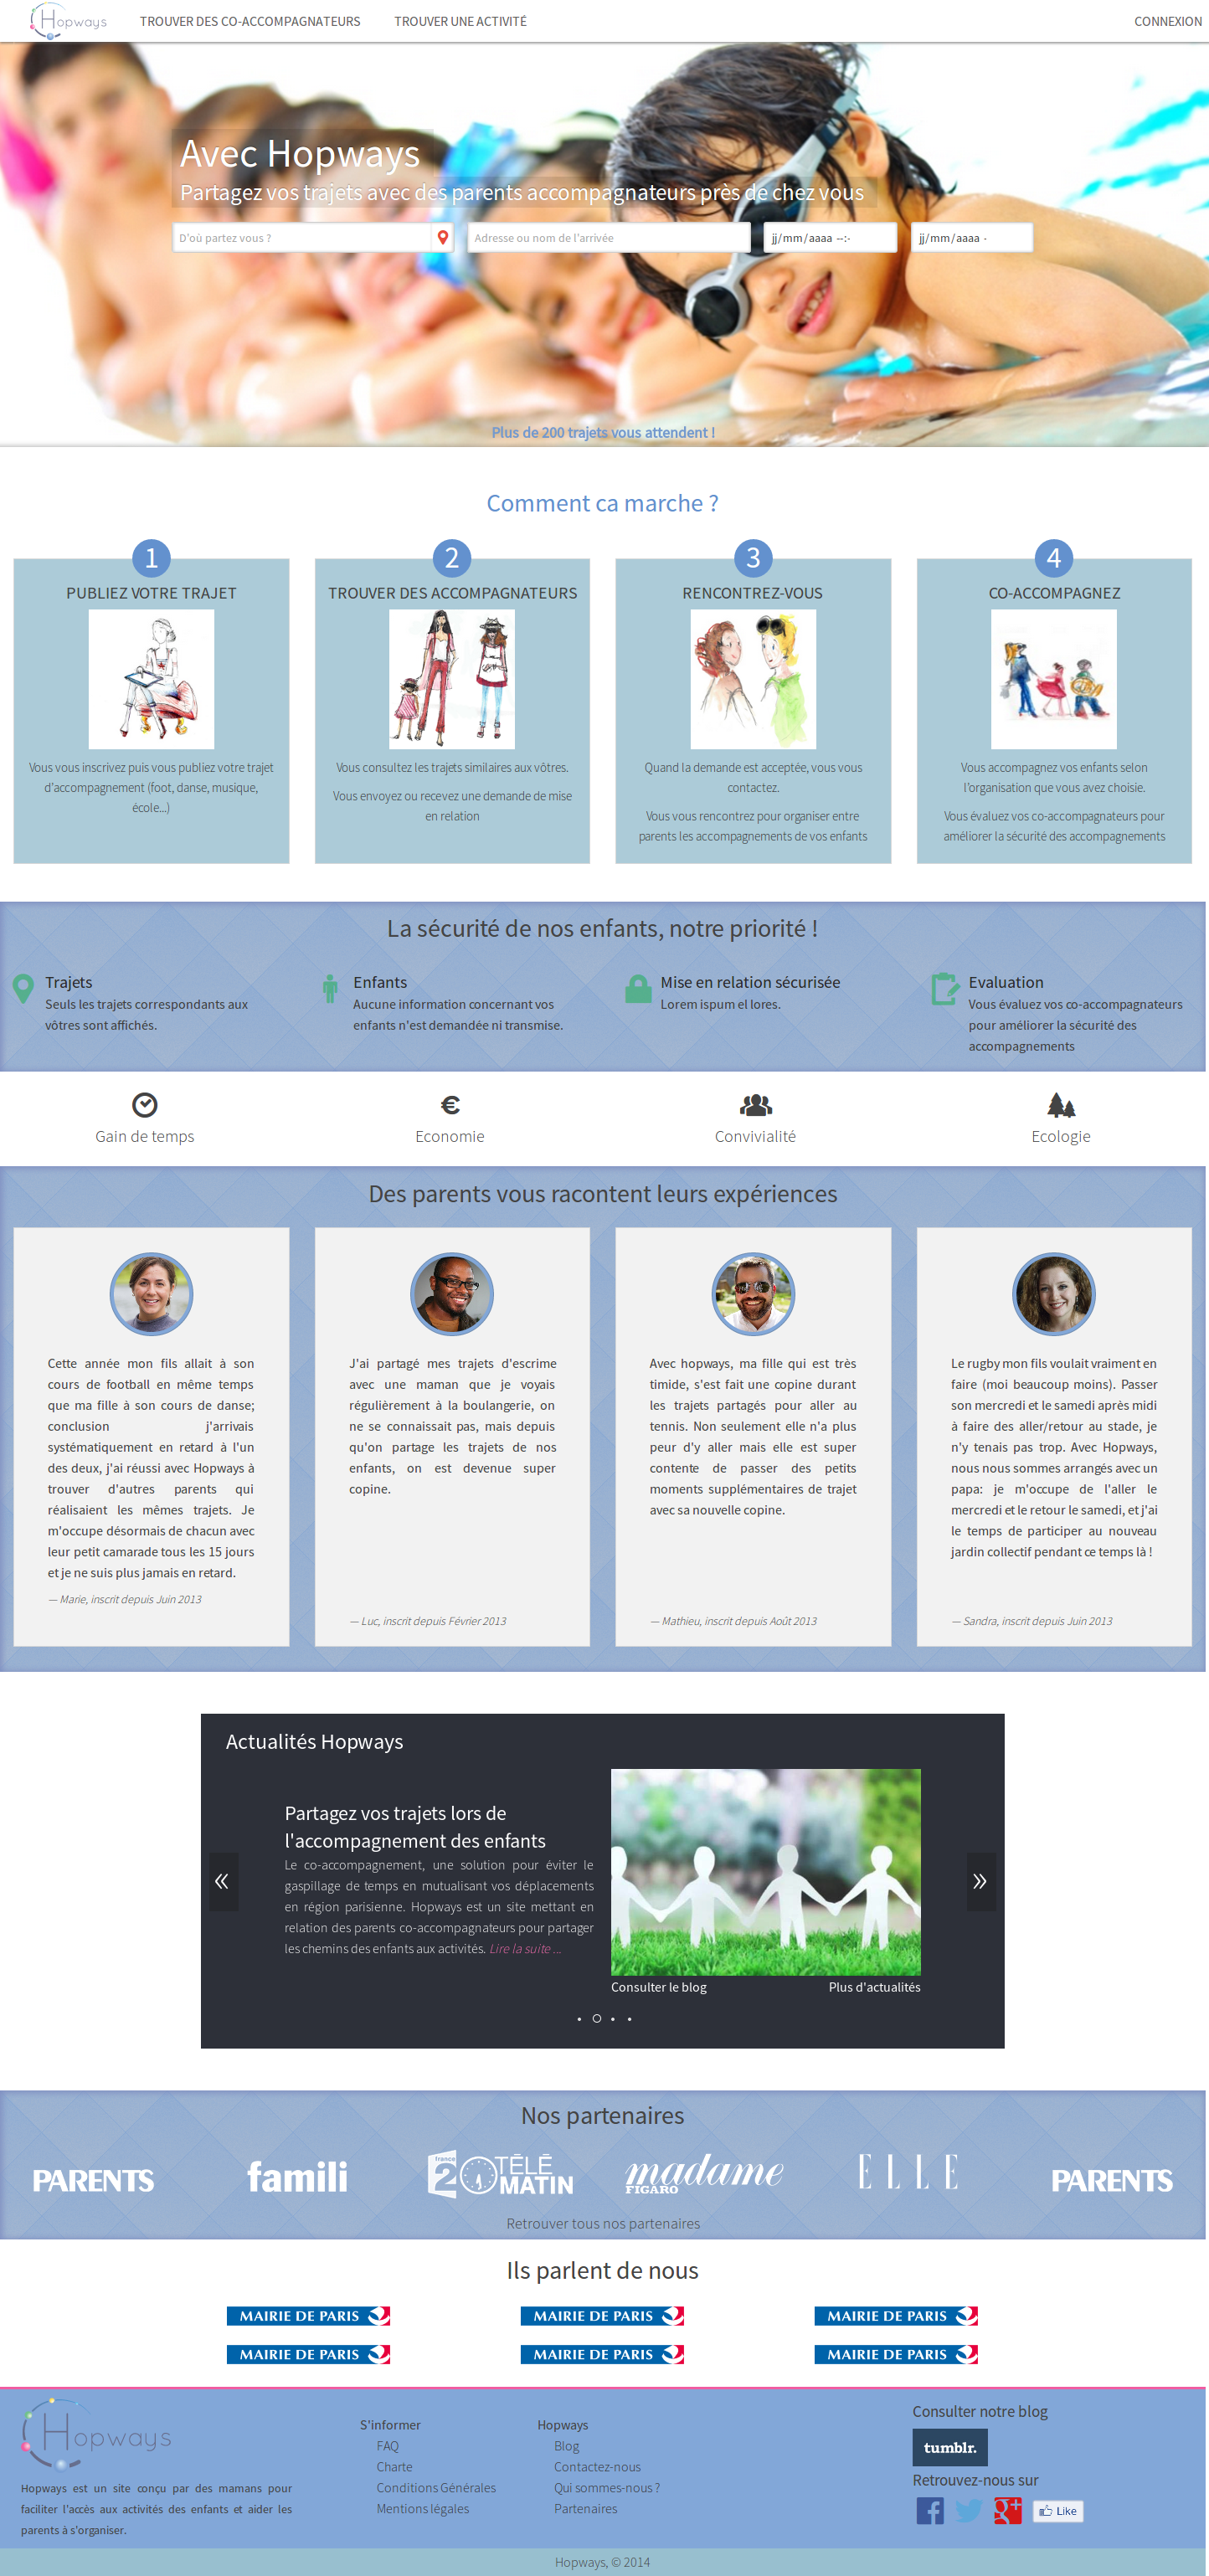 Hopways
TROUVER DES CO-ACCOMPAGNATEURS
TROUVER UNE ACTIVITÉ
CONNEXION
Avec Hopways
Partagez vos trajets avec des parents accompagnateurs près de chez vous
D'où partez vous ?
Adresse ou nom de l'arrivée
jj/mm/aaaa --:-
jj/mm/aaaa -
Plus de 200 trajets vous attendent !
Comment ca marche ?
1
PUBLIEZ VOTRE TRAJET
Vous vous inscrivez puis vous publiez votre trajet
d'accompagnement (foot, danse, musique,
école...)
2
TROUVER DES ACCOMPAGNATEURS
Vous consultez les trajets similaires aux vôtres.
Vous envoyez ou recevez une demande de mise
en relation
3
RENCONTREZ-VOUS
Quand la demande est acceptée, vous vous
contactez.
Vous vous rencontrez pour organiser entre
parents les accompagnements de vos enfants
4
CO-ACCOMPAGNEZ
Vous accompagnez vos enfants selon
l'organisation que vous avez choisie.
Vous évaluez vos co-accompagnateurs pour
améliorer la sécurité des accompagnements
La sécurité de nos enfants, notre priorité !
Trajets
Seuls les trajets correspondants aux
vôtres sont affichés.
Enfants
Aucune information concernant vos
enfants n'est demandée ni transmise.
Mise en relation sécurisée
Lorem ispum el lores.
Evaluation
Vous évaluez vos co-accompagnateurs
pour améliorer la sécurité des
accompagnements
Gain de temps
Economie
Convivialité
Ecologie
Des parents vous racontent leurs expériences
Cette année mon fils allait à son
cours de football en même temps
que ma fille à son cours de danse;
conclusion j'arrivais
systématiquement en retard à l'un
des deux, j'ai réussi avec Hopways à
trouver d'autres parents qui
réalisaient les mêmes trajets. Je
m'occupe désormais de chacun avec
leur petit camarade tous les 15 jours
et je ne suis plus jamais en retard.
— Marie, inscrit depuis Juin 2013
J'ai partagé mes trajets d'escrime
avec une maman que je voyais
régulièrement à la boulangerie, on
ne se connaissait pas, mais depuis
qu'on partage les trajets de nos
enfants, on est devenue super
copine.
— Luc, inscrit depuis Février 2013
Avec hopways, ma fille qui est très
timide, s'est fait une copine durant
les trajets partagés pour aller au
tennis. Non seulement elle n'a plus
peur d'y aller mais elle est super
contente de passer des petits
moments supplémentaires de trajet
avec sa nouvelle copine.
— Mathieu, inscrit depuis Août 2013
Le rugby mon fils voulait vraiment en
faire (moi beaucoup moins). Passer
son mercredi et le samedi après midi
à faire des aller/retour au stade, je
n'y tenais pas trop. Avec Hopways,
nous nous sommes arrangés avec un
papa: je m'occupe de l'aller le
mercredi et le retour le samedi, et j'ai
le temps de participer au nouveau
jardin collectif pendant ce temps là !
— Sandra, inscrit depuis Juin 2013
Actualités Hopways
«
Partagez vos trajets lors de
l'accompagnement des enfants
Le co-accompagnement, une solution pour éviter le
gaspillage de temps en mutualisant vos déplacements
en région parisienne. Hopways est un site mettant en
relation des parents co-accompagnateurs pour partager
les chemins des enfants aux activités. Lire la suite ...
»
Consulter le blog
Plus d'actualités
Nos partenaires
PARENTS
famili
france 2 TÉLÉ MATIN
madame FIGARO
ELLE
PARENTS
Retrouver tous nos partenaires
Ils parlent de nous
MAIRIE DE PARIS
MAIRIE DE PARIS
MAIRIE DE PARIS
MAIRIE DE PARIS
MAIRIE DE PARIS
MAIRIE DE PARIS
Hopways
Hopways est un site conçu par des mamans pour
faciliter l'accès aux activités des enfants et aider les
parents à s'organiser.
S'informer
FAQ
Charte
Conditions Générales
Mentions légales
Hopways
Blog
Contactez-nous
Qui sommes-nous ?
Partenaires
Consulter notre blog
tumblr.
Retrouvez-nous sur
Like
Hopways, © 2014